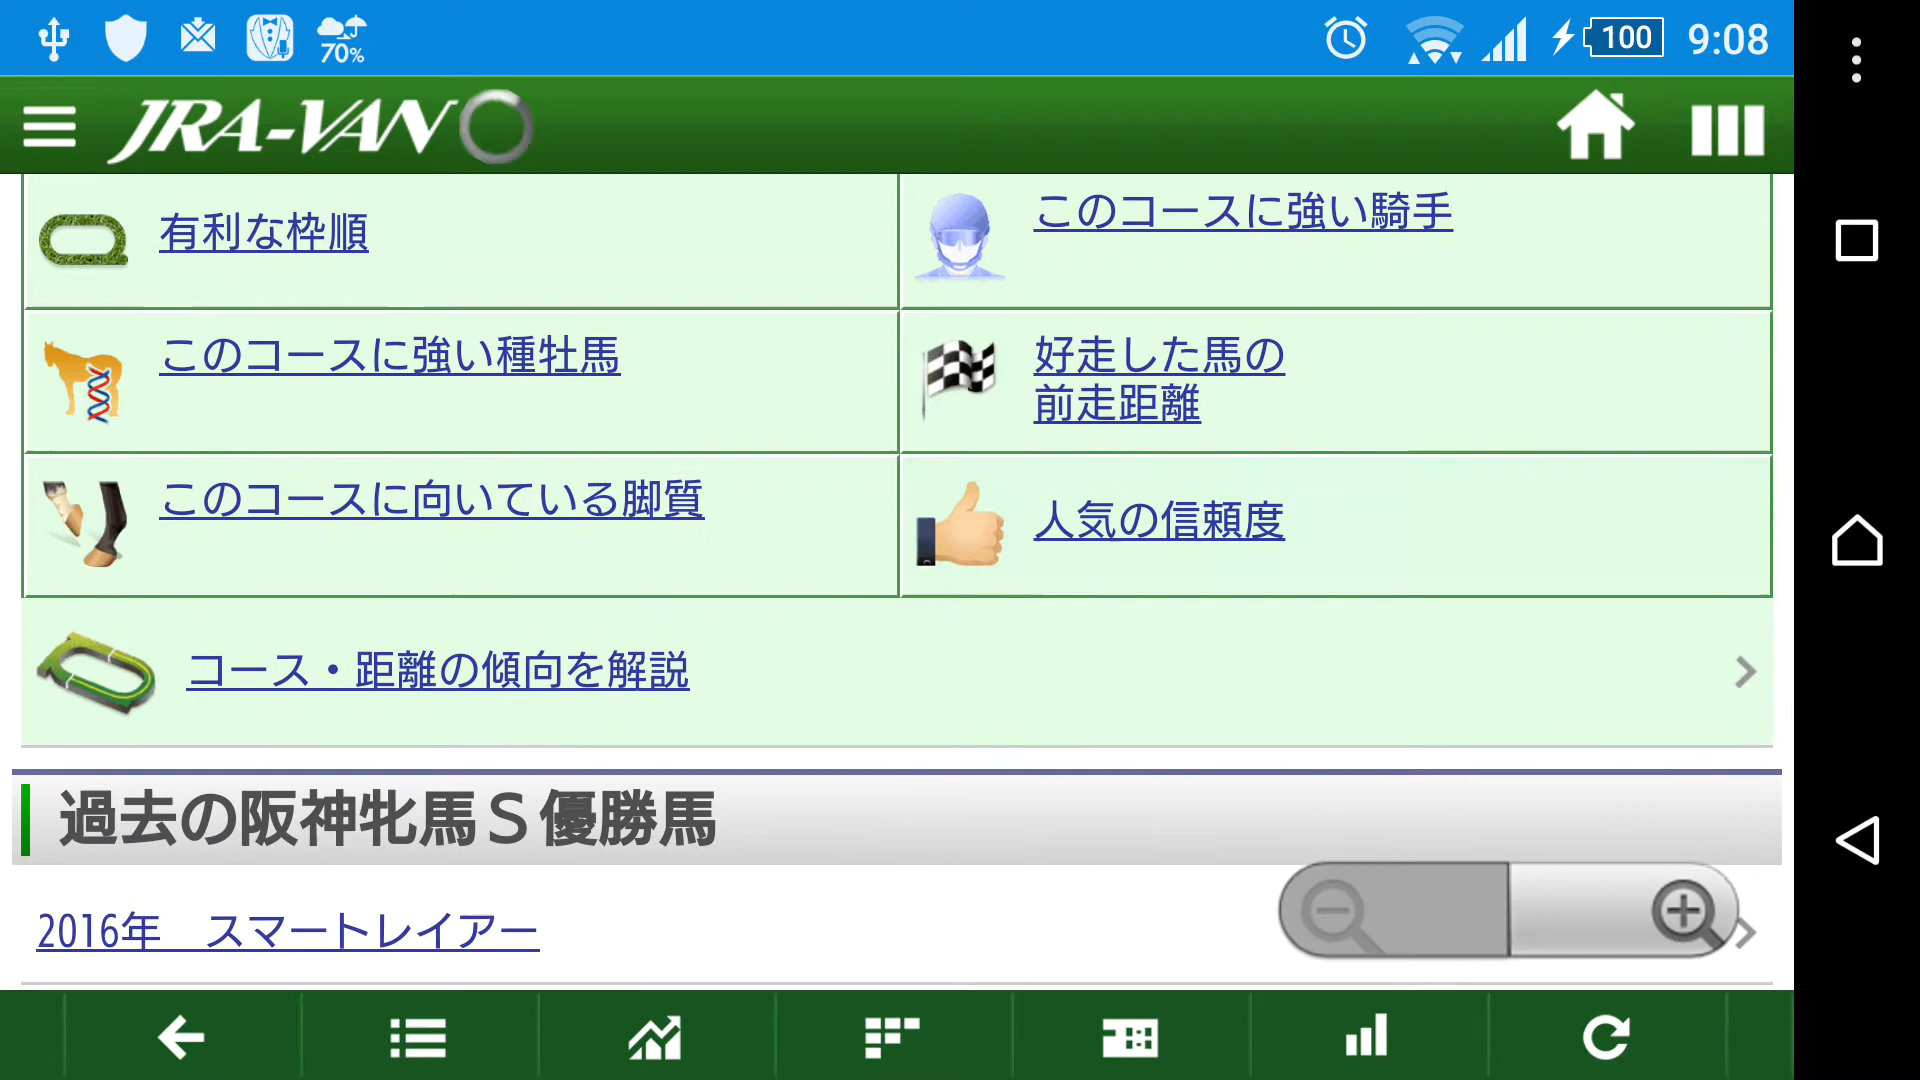 70%
100
9:08
JRA-VAN
有利な枠順
このコースに強い騎手
このコースに強い種牡馬
好走した馬の
前走距離
このコースに向いている脚質
人気の信頼度
コース・距離の傾向を解説
過去の阪神牝馬S優勝馬
2016年　スマートレイアー